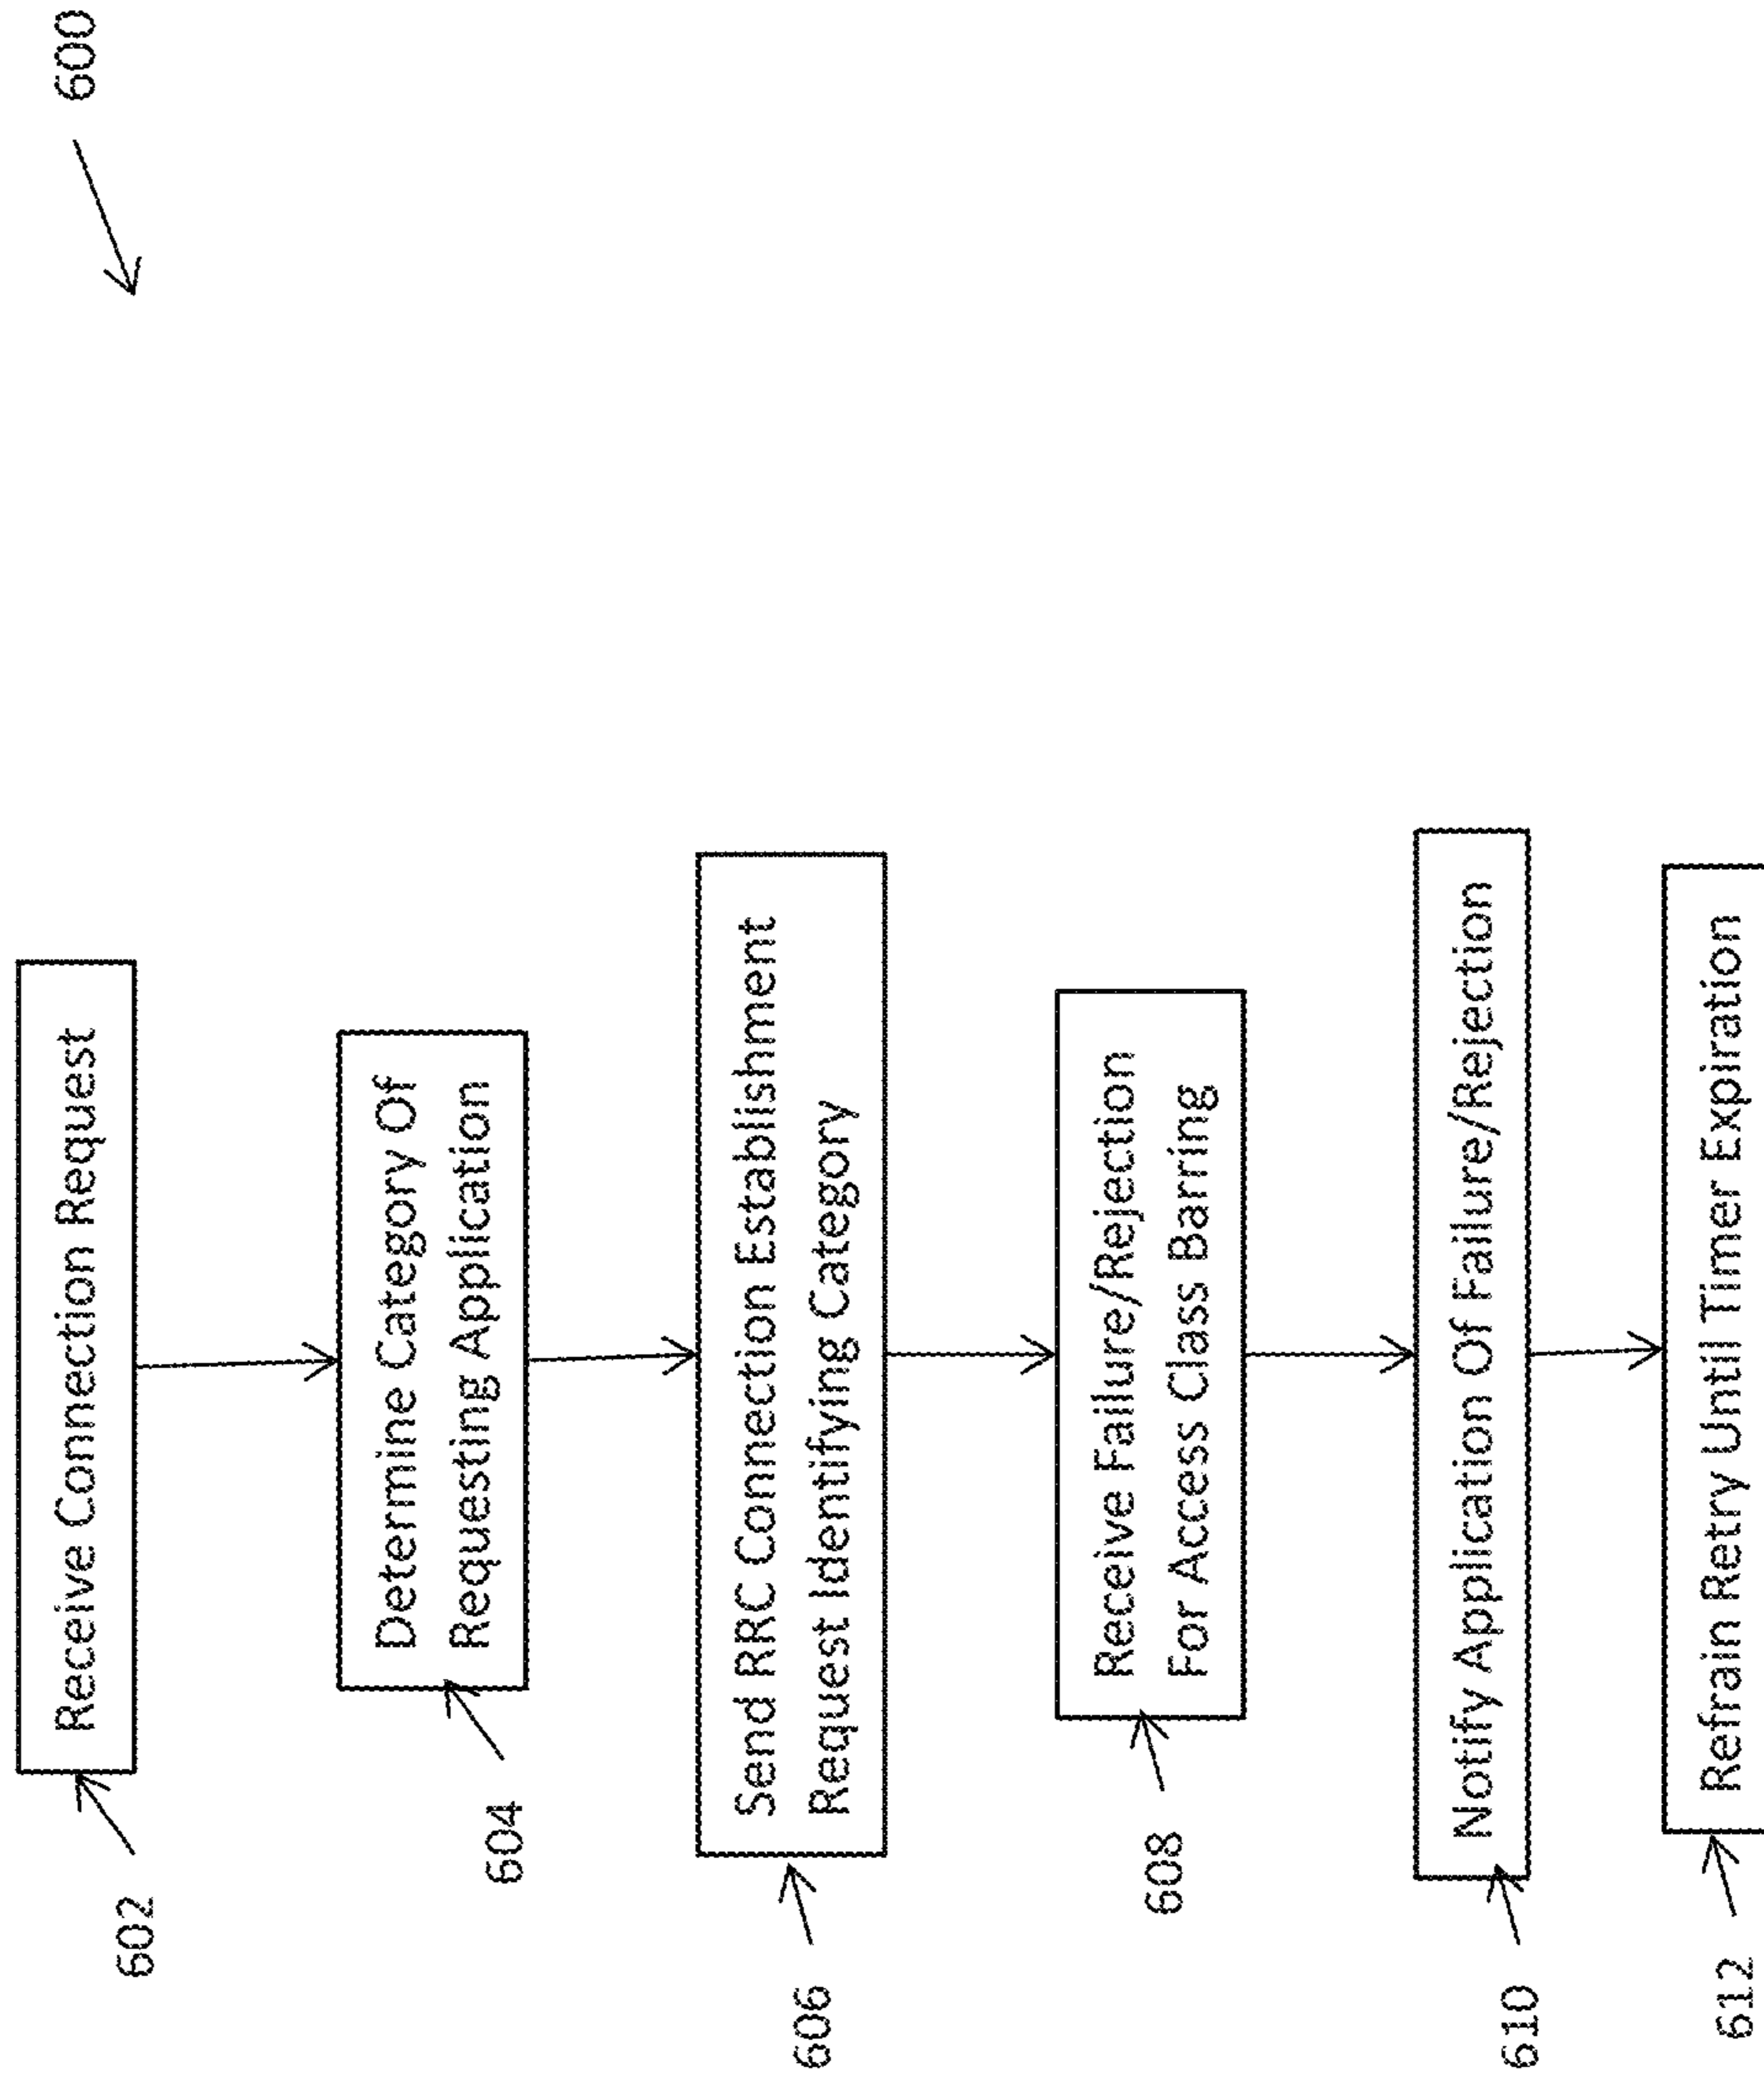 600
602
Receive Connection Request
604
Determine Category Of
Requesting Application
606
Send RRC Connection Establishment
Request Identifying Category
608
Receive Failure/Rejection
For Access Class Barring
610
Notify Application Of Failure/Rejection
612
Refrain Retry Until Timer Expiration